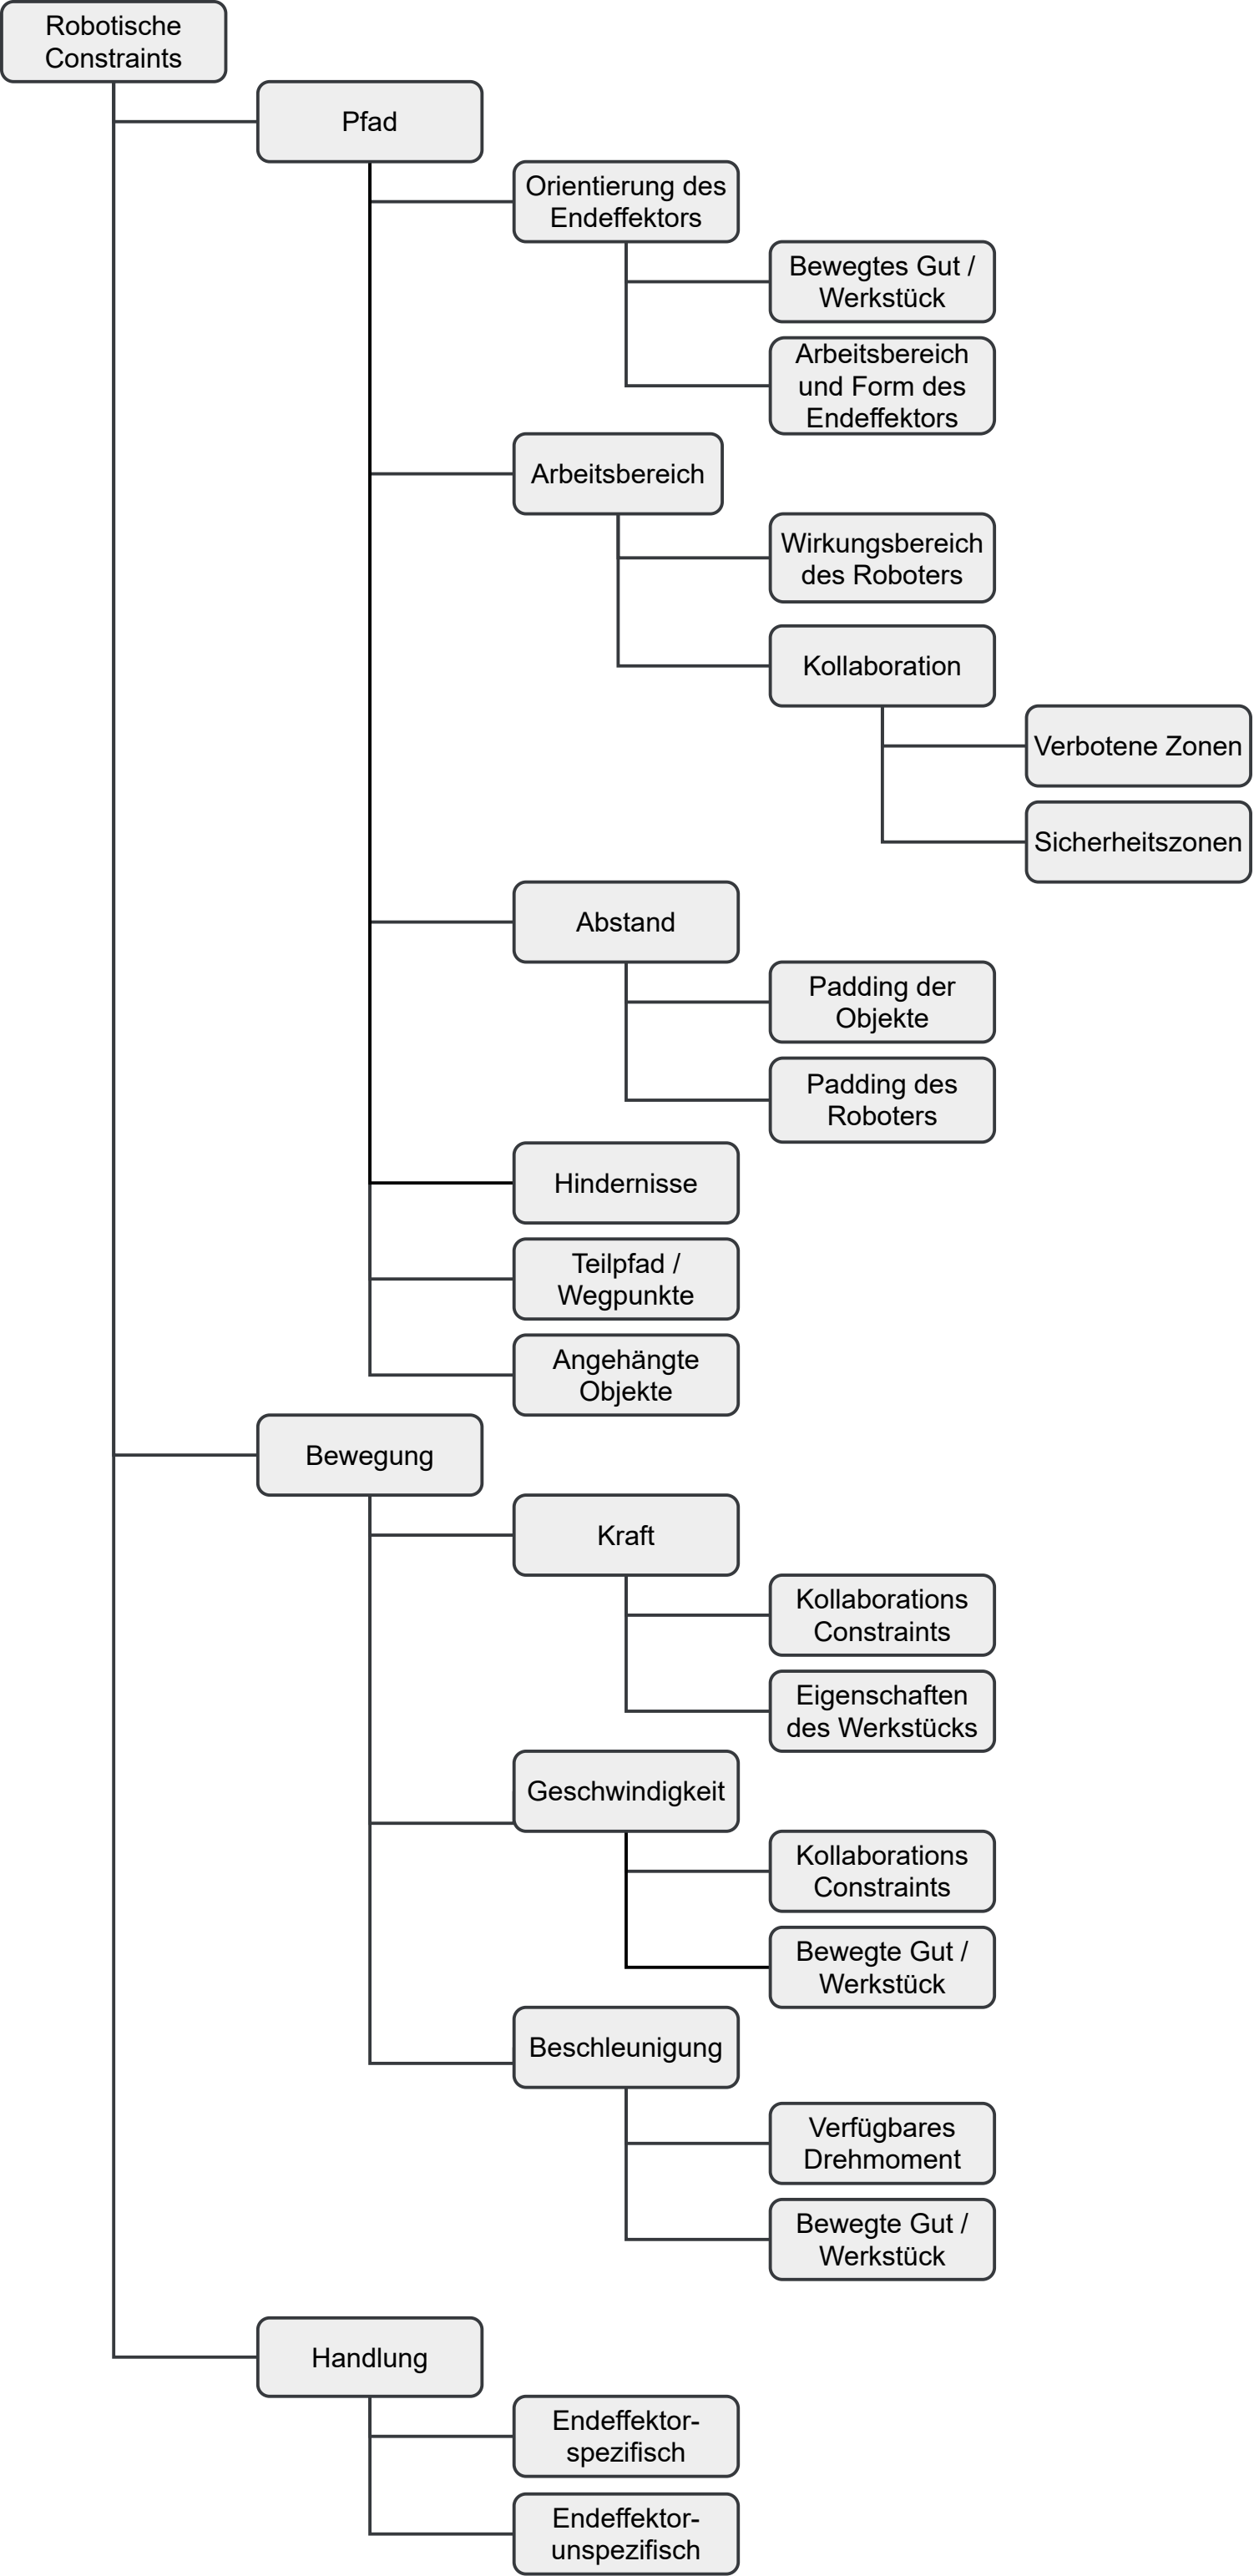 Robotische
Constraints
Pfad
Orientierung des
Endeffektors
Bewegtes Gut /
Werkstück
Arbeitsbereich
und Form des
Endeffektors
Arbeitsbereich
Wirkungsbereich
des Roboters
Kollaboration
Verbotene Zonen
Sicherheitszonen
Abstand
Padding der
Objekte
Padding des
Roboters
Hindernisse
Teilpfad /
Wegpunkte
Angehängte
Objekte
Bewegung
Kraft
Kollaborations
Constraints
Eigenschaften
des Werkstücks
Geschwindigkeit
Kollaborations
Constraints
Bewegte Gut /
Werkstück
Beschleunigung
Verfügbares
Drehmoment
Bewegte Gut /
Werkstück
Handlung
Endeffektor-
spezifisch
Endeffektor-
unspezifisch